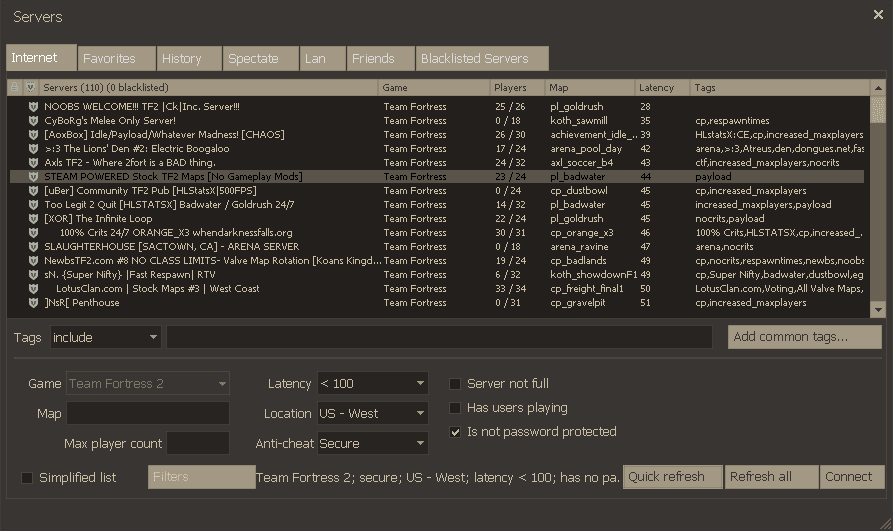 Servers
Internet Favorites History Spectate Lan Friends Blacklisted Servers
Servers (110) (0 blacklisted) Game Players Map Latency Tags
NOOBS WELCOME!!! TF2 |Ck|Inc. Server!!! Team Fortress 25 / 26 pl_goldrush 28
CyBoRg's Melee Only Server! Team Fortress 0 / 18 koth_sawmill 35 cp,respawntimes
[AoxBox] Idle/Payload/Whatever Madness! [CHAOS] Team Fortress 26 / 30 achievement_idle_.. 39 HLstatsX:CE,cp,increased_maxplayers
>:3 The Lions' Den #2: Electric Boogaloo Team Fortress 17 / 24 arena_pool_day 42 arena,>:3,Atreus,den,dongues.net,fas
Axls TF2 - Where 2fort is a BAD thing. Team Fortress 24 / 32 axl_soccer_b4 43 ctf,increased_maxplayers,nocrits
STEAM POWERED Stock TF2 Maps [No Gameplay Mods] Team Fortress 23 / 24 pl_badwater 44 payload
[uBer] Community TF2 Pub [HLStatsX|500FPS] Team Fortress 0 / 24 cp_dustbowl 45 cp,increased_maxplayers
Too Legit 2 Quit [HLSTATSX] Badwater / Goldrush 24/7 Team Fortress 14 / 32 pl_badwater 45 increased_maxplayers,payload
[XOR] The Infinite Loop Team Fortress 22 / 24 pl_goldrush 45 nocrits,payload
100% Crits 24/7 ORANGE_X3 whendarknessfalls.org Team Fortress 30 / 31 cp_orange_x3 46 100% Crits,HLSTATSX,cp,increased_.
SLAUGHTERHOUSE [SACTOWN, CA] - ARENA SERVER Team Fortress 0 / 18 arena_ravine 47 arena,nocrits
NewbsTF2.com #8 NO CLASS LIMITS- Valve Map Rotation [Koans Kingd... Team Fortress 19 / 24 cp_badlands 49 cp,nocrits,respawntimes,newbs,noobs
sN. {Super Nifty} |Fast Respawn| RTV Team Fortress 6 / 32 koth_showdownF1 49 cp,Super Nifty,badwater,dustbowl,eg
LotusClan.com | Stock Maps #3 | West Coast Team Fortress 33 / 34 cp_freight_final1 50 LotusClan.com,Voting,All Valve Maps,
]NsR[ Penthouse Team Fortress 0 / 31 cp_gravelpit 51 cp,increased_maxplayers
Tags include Add common tags...
Game Team Fortress 2 Latency < 100 Server not full
Map Location US - West Has users playing
Max player count Anti-cheat Secure Is not password protected
Simplified list Filters Team Fortress 2; secure; US - West; latency < 100; has no pa. Quick refresh Refresh all Connect